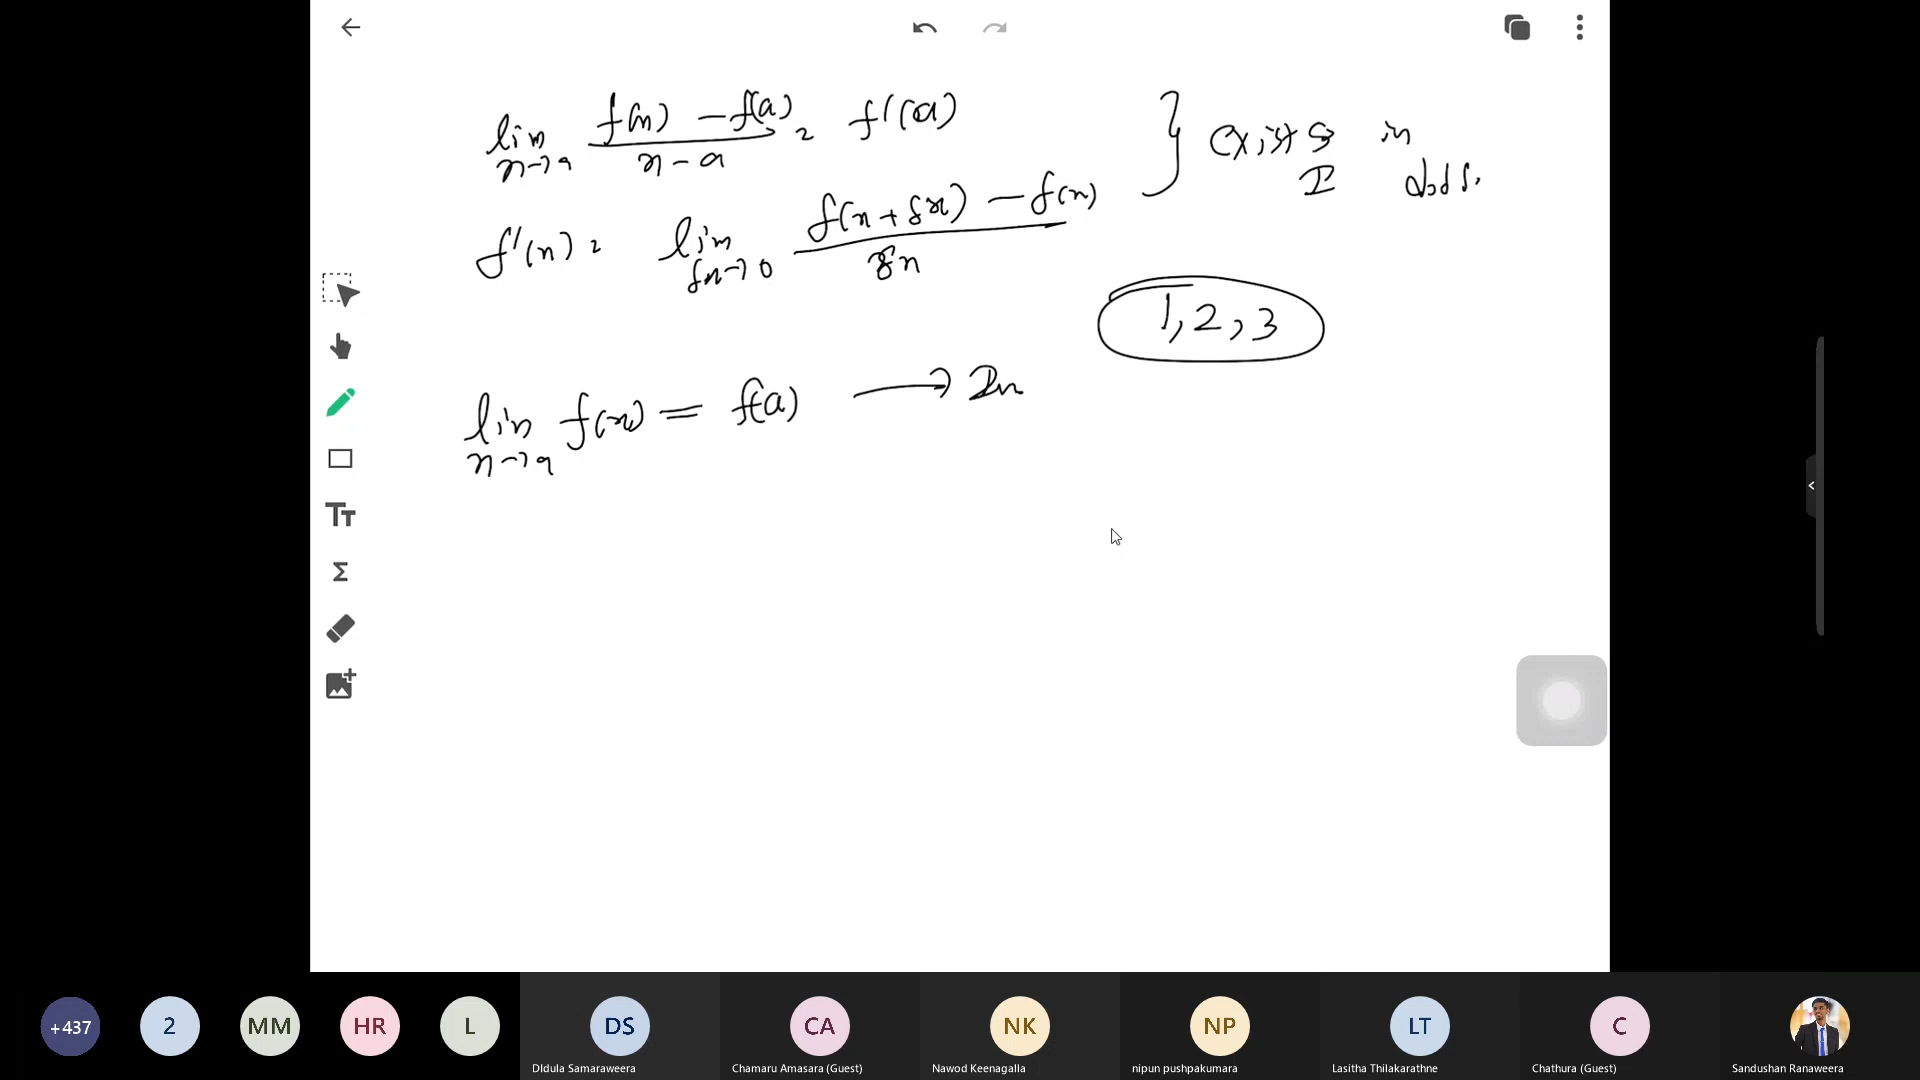 lim x→a f(x) - f(a) / x - a = f'(a) } exists in
I
f'(x) = lim δx→0 f(x+δx) - f(x) / δx
1, 2, 3
lim x→a f(x) = f(a) →
TT
Σ
<
+437
2
MM
HR
L
DS
CA
NK
NP
LT
C
DIdula Samaraweera
Chamaru Amasara (Guest)
Nawod Keenagalla
nipun pushpakumara
Lasitha Thilakarathne
Chathura (Guest)
Sandushan Ranaweera